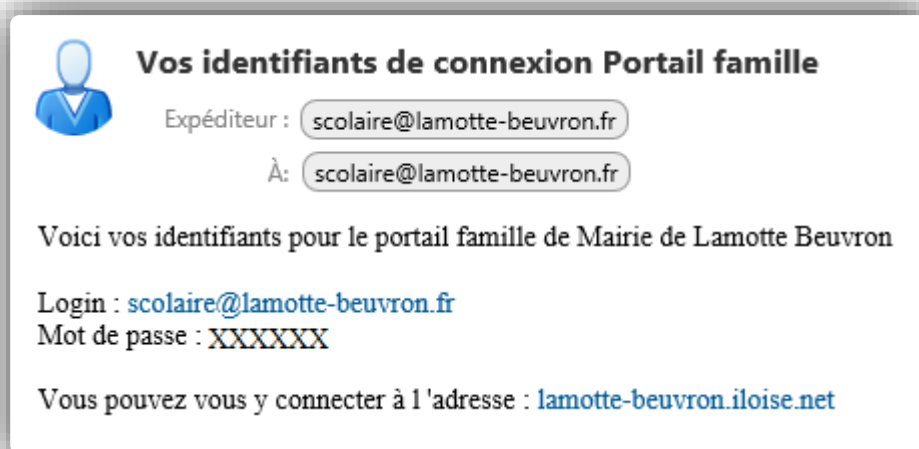 Vos identifiants de connexion Portail famille
Expéditeur : scolaire@lamotte-beuvron.fr
À: scolaire@lamotte-beuvron.fr
Voici vos identifiants pour le portail famille de Mairie de Lamotte Beuvron
Login : scolaire@lamotte-beuvron.fr
Mot de passe : XXXXXX
Vous pouvez vous y connecter à l 'adresse : lamotte-beuvron.iloise.net